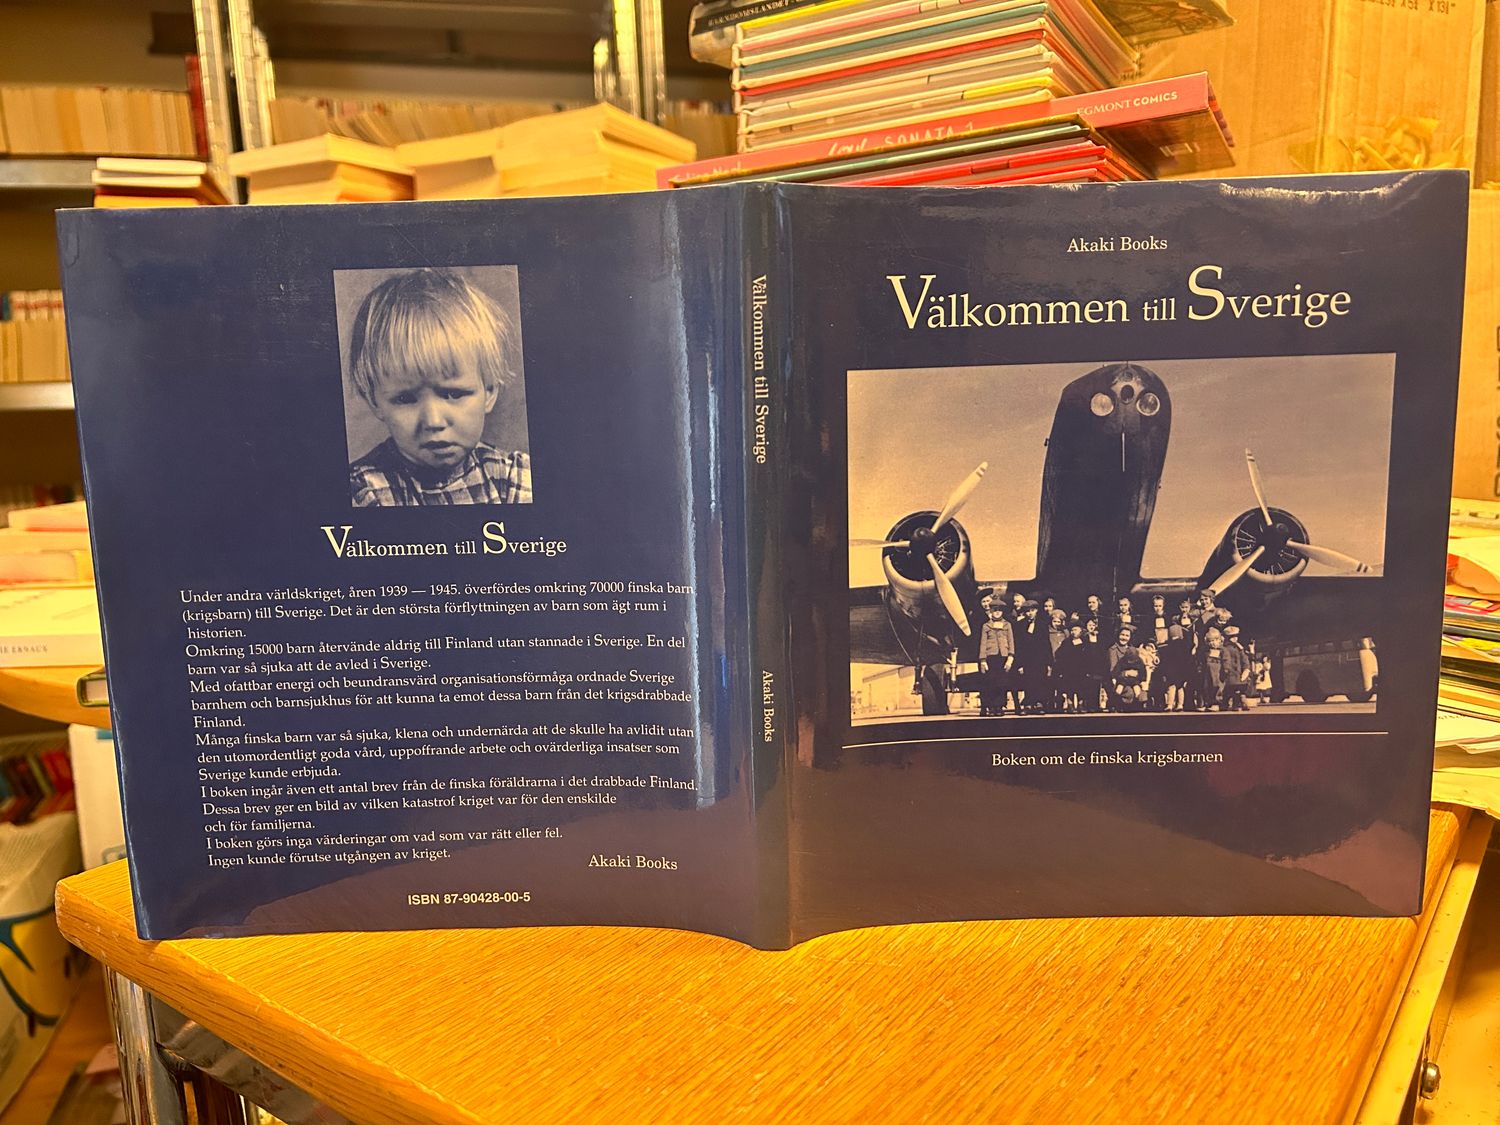 EGMONT COMICS
SONATA 1
IE ERNAUX
Välkommen till Sverige
Under andra världskriget, åren 1939 — 1945. överfördes omkring 70000 finska barn
(krigsbarn) till Sverige. Det är den största förflyttningen av barn som ägt rum i
historien.
Omkring 15000 barn återvände aldrig till Finland utan stannade i Sverige. En del
barn var så sjuka att de avled i Sverige.
Med ofattbar energi och beundransvärd organisationsförmåga ordnade Sverige
barnhem och barnsjukhus för att kunna ta emot dessa barn från det krigsdrabbade
Finland.
Många finska barn var så sjuka, klena och undernärda att de skulle ha avlidit utan
den utomordentligt goda vård, uppoffrande arbete och ovärderliga insatser som
Sverige kunde erbjuda.
I boken ingår även ett antal brev från de finska föräldrarna i det drabbade Finland.
Dessa brev ger en bild av vilken katastrof kriget var för den enskilde
och för familjerna.
I boken görs inga värderingar om vad som var rätt eller fel.
Ingen kunde förutse utgången av kriget.
Akaki Books
ISBN 87-90428-00-5
Välkommen till Sverige
Akaki Books
Akaki Books
Välkommen till Sverige
Boken om de finska krigsbarnen